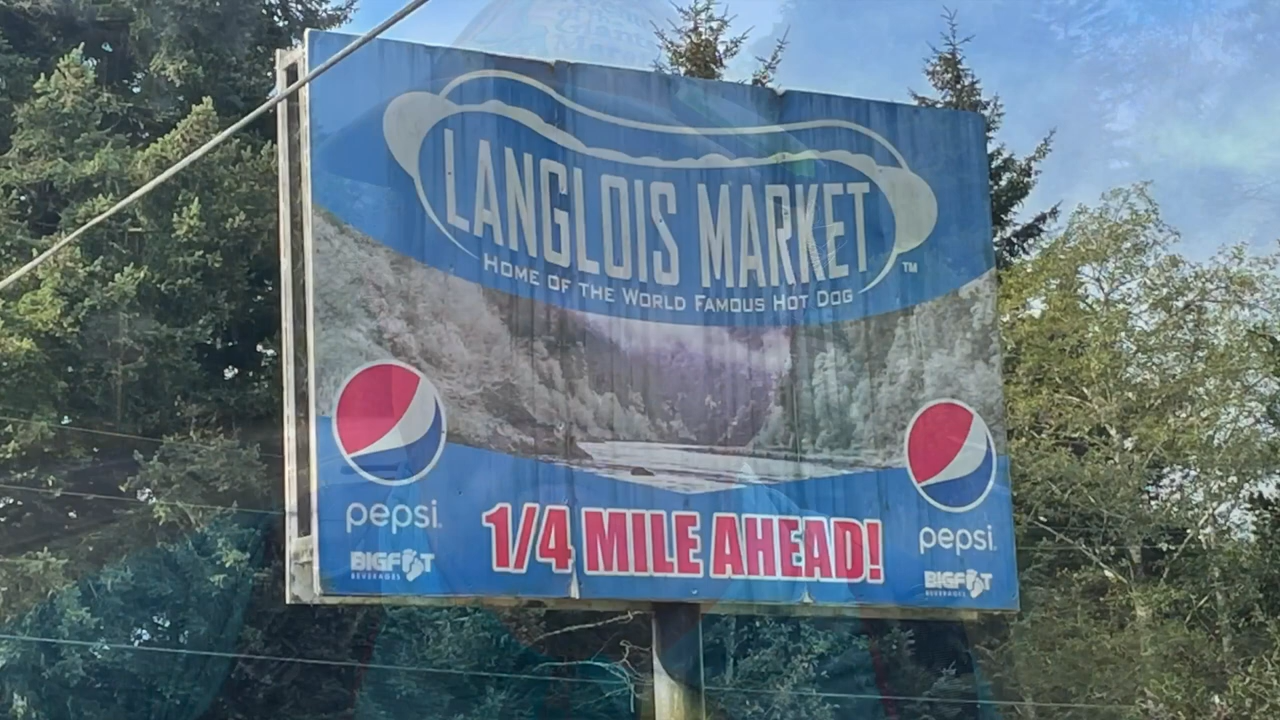 LANGLOIS MARKET
TM
HOME OF THE WORLD FAMOUS HOT DOG
pepsi
BIGFOOT
BEVERAGES
1/4 MILE AHEAD!
pepsi
BIGFOOT
BEVERAGES